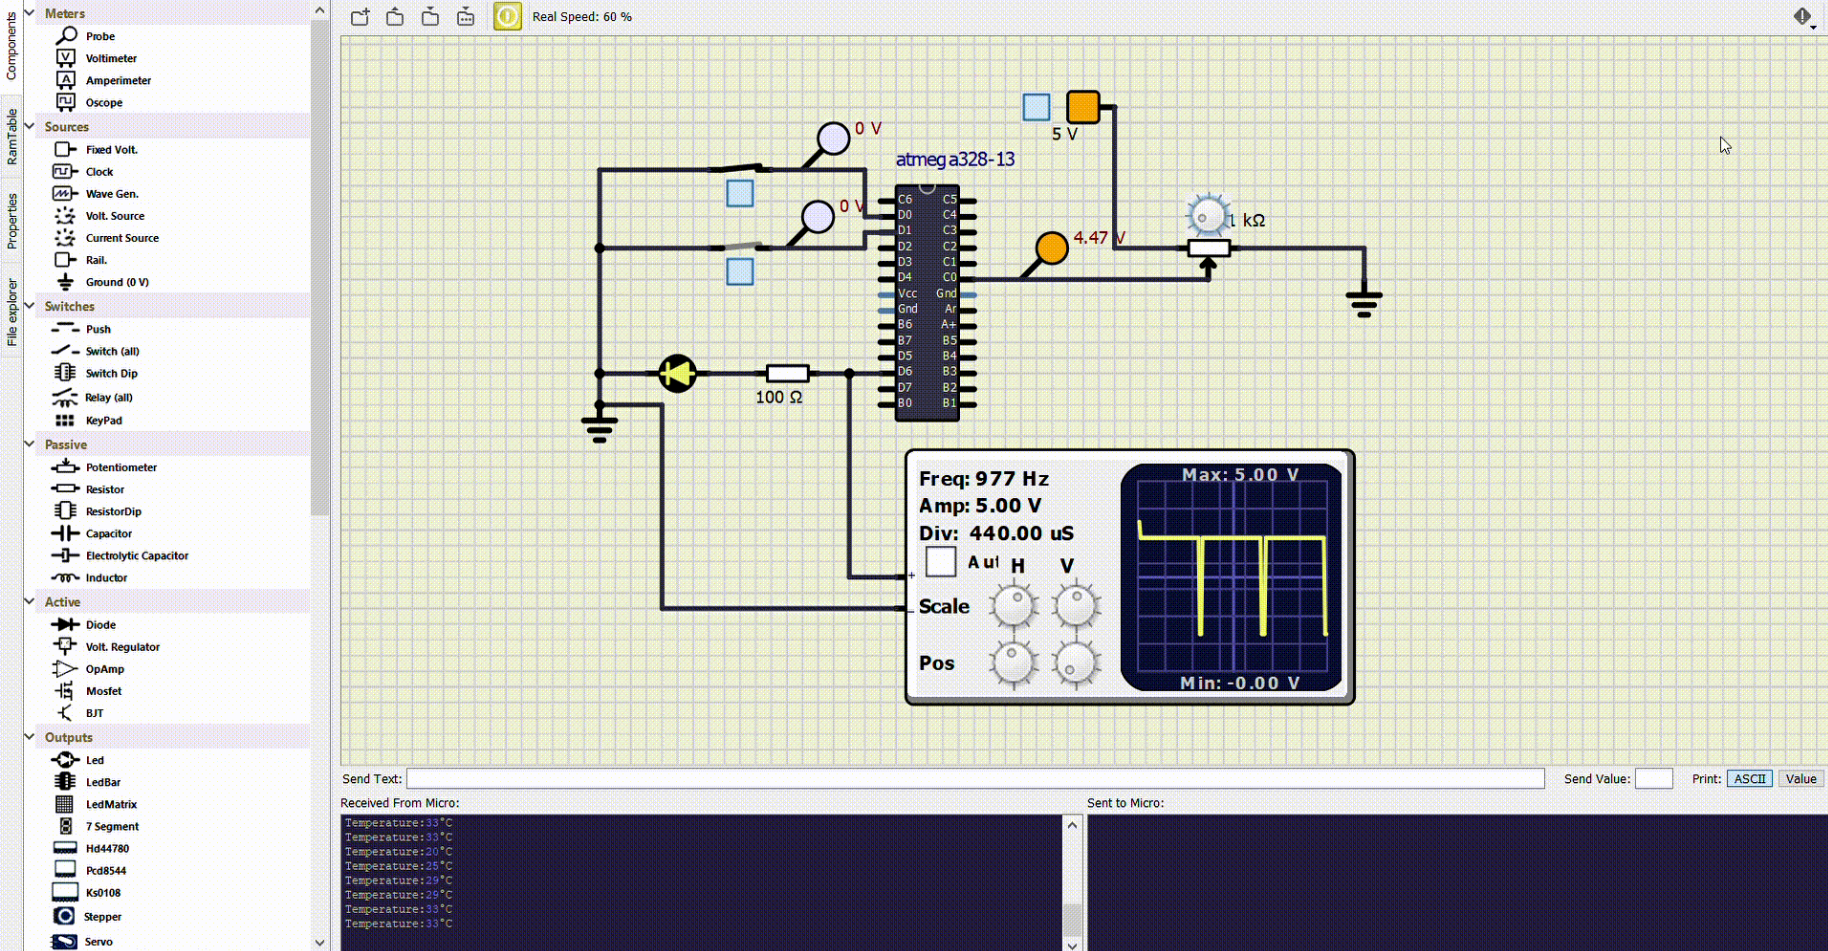 Components
RamTable
Properties
File explorer
Meters
Probe
Voltimeter
Amperimeter
Oscope
Sources
Fixed Volt.
Clock
Wave Gen.
Volt. Source
Current Source
Rail.
Ground (0 V)
Switches
Push
Switch (all)
Switch Dip
Relay (all)
KeyPad
Passive
Potentiometer
Resistor
ResistorDip
Capacitor
Electrolytic Capacitor
Inductor
Active
Diode
Volt. Regulator
OpAmp
Mosfet
BJT
Outputs
Led
LedBar
LedMatrix
7 Segment
Hd44780
Pcd8544
Ks0108
Stepper
Servo
Real Speed: 60 %
5 V
0 V
atmega328-13
0 V
4.47 V
1 kΩ
100 Ω
C6 C5
D0 C4
D1 C3
D2 C2
D3 C1
D4 C0
Vcc Gnd
Gnd Ar
B6 A+
B7 B5
D5 B4
D6 B3
D7 B2
B0 B1
Freq: 977 Hz
Amp: 5.00 V
Div: 440.00 uS
Aut H V
+
- Scale
Pos
Max: 5.00 V
Min: -0.00 V
Send Text:
Send Value:
Print: ASCII Value
Received From Micro:
Sent to Micro:
Temperature:33°C
Temperature:33°C
Temperature:20°C
Temperature:25°C
Temperature:29°C
Temperature:29°C
Temperature:33°C
Temperature:33°C